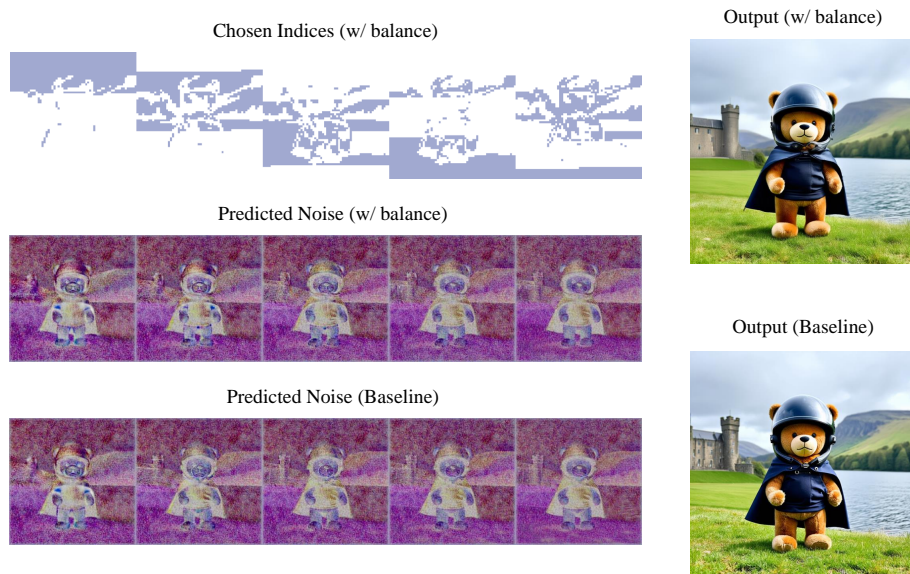 Chosen Indices (w/ balance)
Output (w/ balance)
Predicted Noise (w/ balance)
Output (Baseline)
Predicted Noise (Baseline)